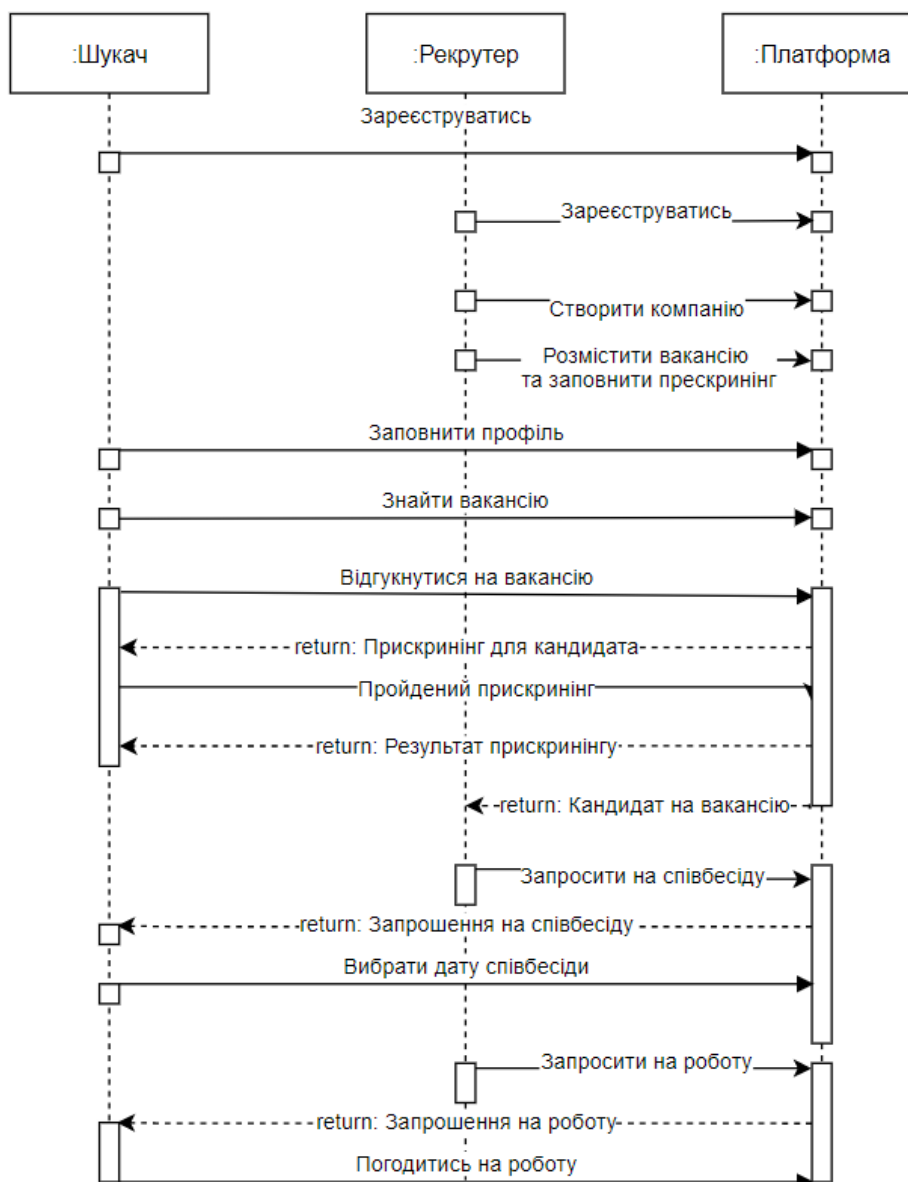 :Шукач
:Рекрутер
:Платформа
Зареєструватись
Зареєструватись
Створити компанію
Розмістити вакансію
та заповнити прескринінг
Заповнити профіль
Знайти вакансію
Відгукнутися на вакансію
return: Прискринінг для кандидата
Пройдений прискринінг
return: Результат прискринінгу
return: Кандидат на вакансію
Запросити на співбесіду
return: Запрошення на співбесіду
Вибрати дату співбесіди
Запросити на роботу
return: Запрошення на роботу
Погодитись на роботу